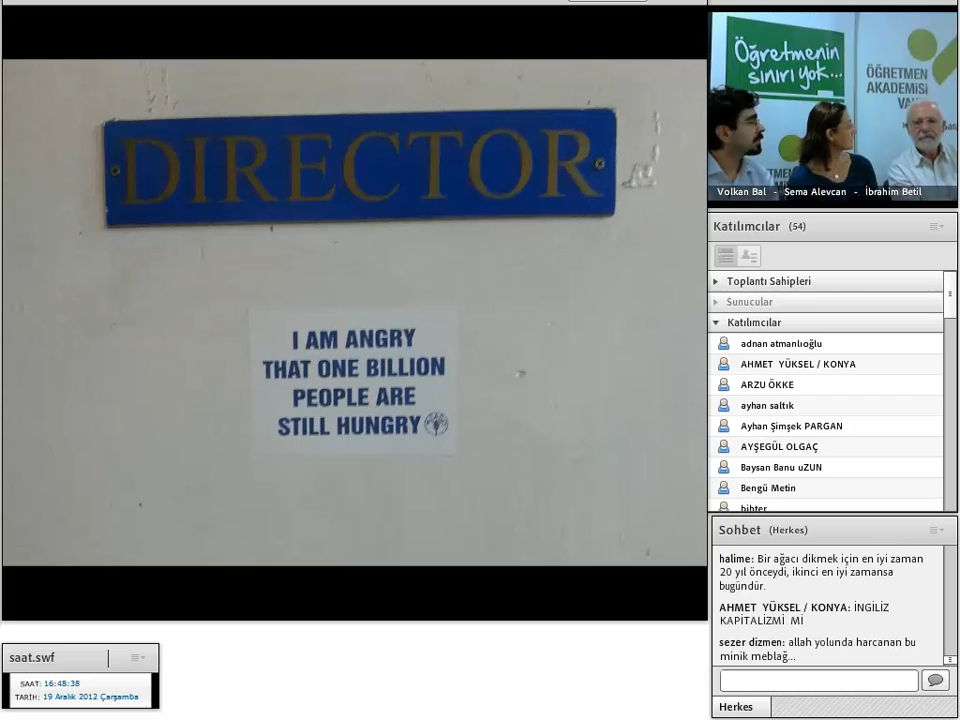 DIRECTOR
I AM ANGRY
THAT ONE BILLION
PEOPLE ARE
STILL HUNGRY
Öğretmenin
sınırı yok...
ÖĞRETMEN
AKADEMİSİ
Volkan Bal - Sema Alevcan - İbrahim Betil
Katılımcılar (54)
Toplantı Sahipleri
Sunucular
Katılımcılar
adnan atmanlıoğlu
AHMET YÜKSEL / KONYA
ARZU ÖKKE
ayhan saltık
Ayhan Şimşek PARGAN
AYŞEGÜL OLGAÇ
Baysan Banu uZUN
Bengü Metin
bihter
Sohbet (Herkes)
halime: Bir ağacı dikmek için en iyi zaman
20 yıl önceydi, ikinci en iyi zamansa
bugündür.
AHMET YÜKSEL / KONYA: İNGİLİZ
KAPİTALİZMİ Mİ
sezer dizmen: allah yolunda harcanan bu
minik meblağ...
Herkes
saat.swf
SAAT: 16:48:38
TARİH: 19 Aralık 2012 Çarşamba